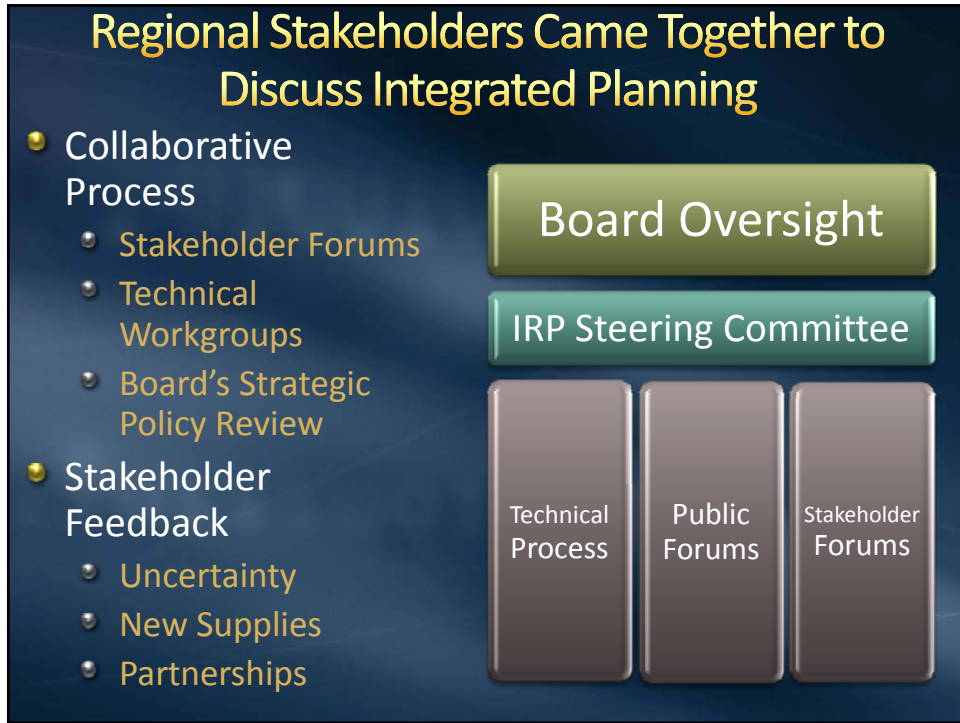 Regional Stakeholders Came Together to
Discuss Integrated Planning
Collaborative
Process
Stakeholder Forums
Technical
Workgroups
Board’s Strategic
Policy Review
Stakeholder
Feedback
Uncertainty
New Supplies
Partnerships
Board Oversight
IRP Steering Committee
Technical
Process
Public
Forums
Stakeholder
Forums